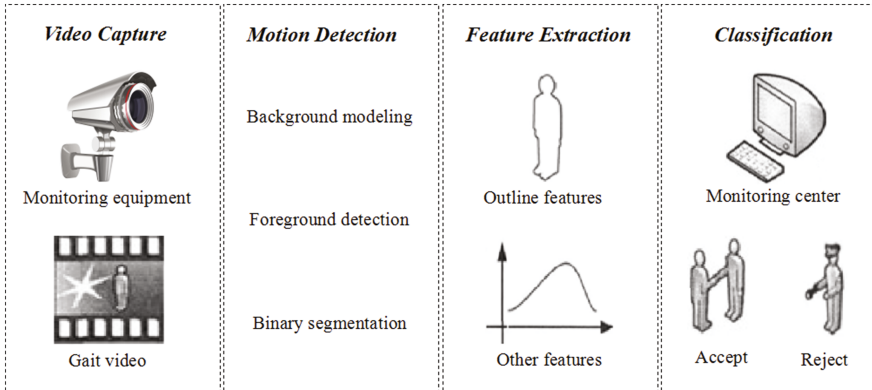 Video Capture
Monitoring equipment
Gait video
Motion Detection
Background modeling
Foreground detection
Binary segmentation
Feature Extraction
Outline features
Other features
Classification
Monitoring center
Accept
Reject